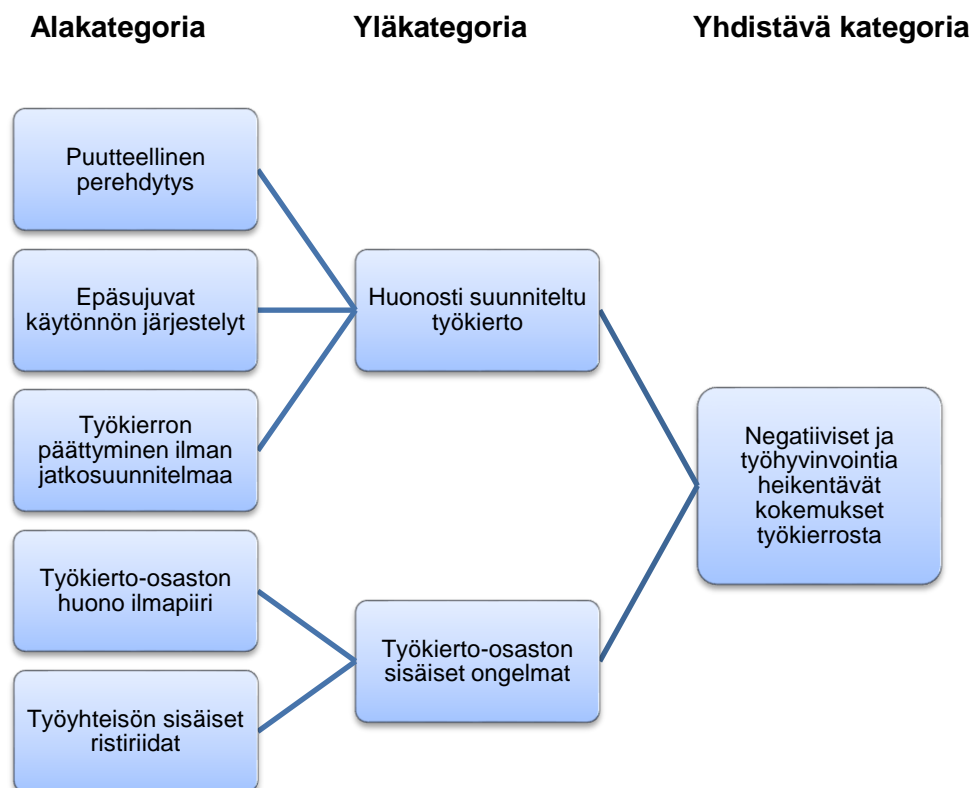 Alakategoria Yläkategoria Yhdistävä kategoria
Puutteellinen
perehdytys
Epäsujuvat
käytönnön järjestelyt
Työkierron
päättyminen ilman
jatkosuunnitelmaa
Työkierto-osaston
huono ilmapiiri
Työyhteisön sisäiset
ristiriidat
Huonosti suunniteltu
työkierto
Työkierto-osaston
sisäiset ongelmat
Negatiiviset ja
työhyvinvointia
heikentävät
kokemukset
työkierrosta